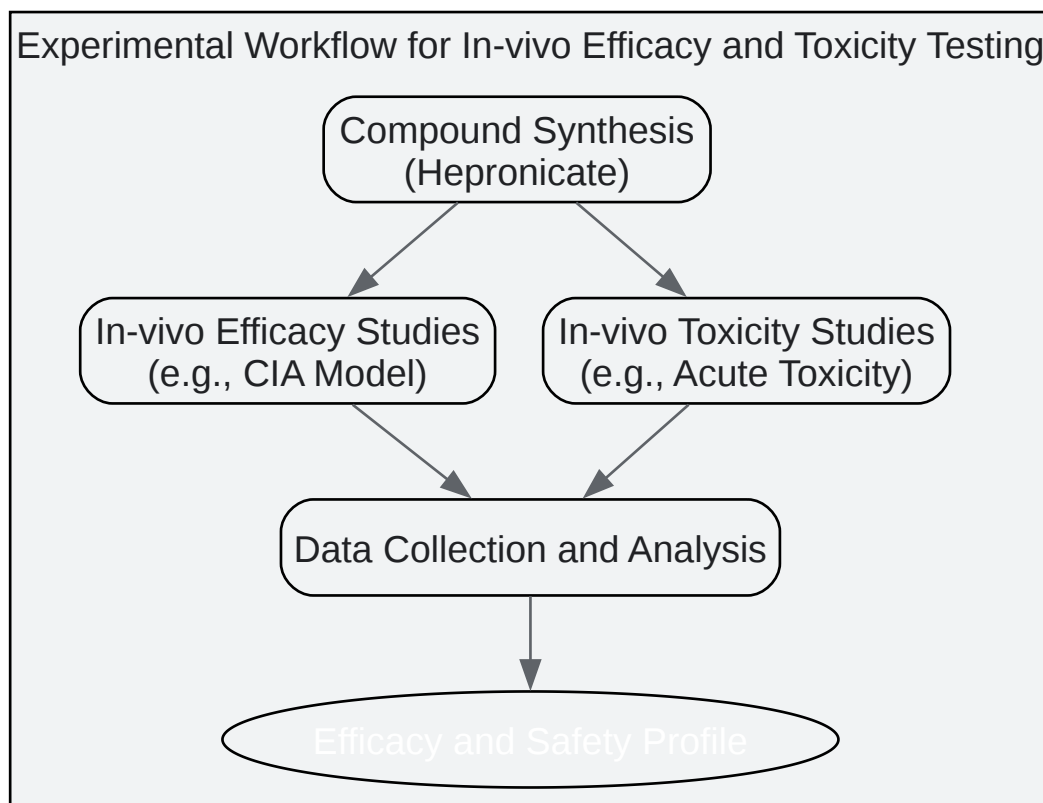 Experimental Workflow for In-vivo Efficacy and Toxicity Testing
Compound Synthesis
(Hepronicate)
In-vivo Efficacy Studies
(e.g., CIA Model)
In-vivo Toxicity Studies
(e.g., Acute Toxicity)
Data Collection and Analysis
Efficacy and Safety Profile